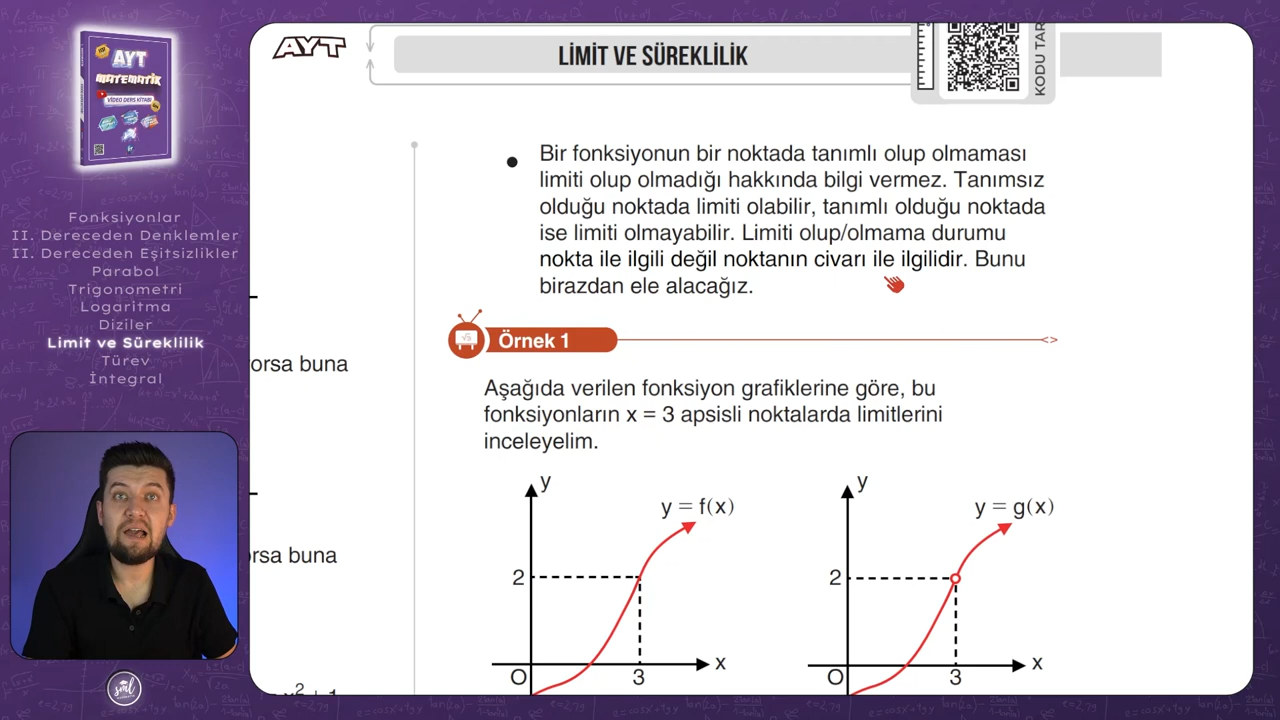 AYT
MATEMATİK
VİDEO DERS KİTABI
Fonksiyonlar
II. Dereceden Denklemler
II. Dereceden Eşitsizlikler
Parabol
Trigonometri
Logaritma
Diziler
Limit ve Süreklilik
Türev
İntegral
sml
AYT
LİMİT VE SÜREKLİLİK
KODU TAR
orsa buna
orsa buna
x² + 1
• Bir fonksiyonun bir noktada tanımlı olup olmaması
limiti olup olmadığı hakkında bilgi vermez. Tanımsız
olduğu noktada limiti olabilir, tanımlı olduğu noktada
ise limiti olmayabilir. Limiti olup/olmama durumu
nokta ile ilgili değil noktanın civarı ile ilgilidir. Bunu
birazdan ele alacağız.
Örnek 1
Aşağıda verilen fonksiyon grafiklerine göre, bu
fonksiyonların x = 3 apsisli noktalarda limitlerini
inceleyelim.
y
y = f(x)
2
O
3
x
y
y = g(x)
2
O
3
x